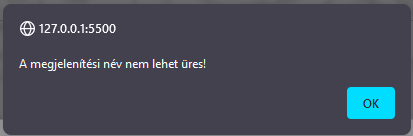 127.0.0.1:5500
A megjelenítési név nem lehet üres!
OK